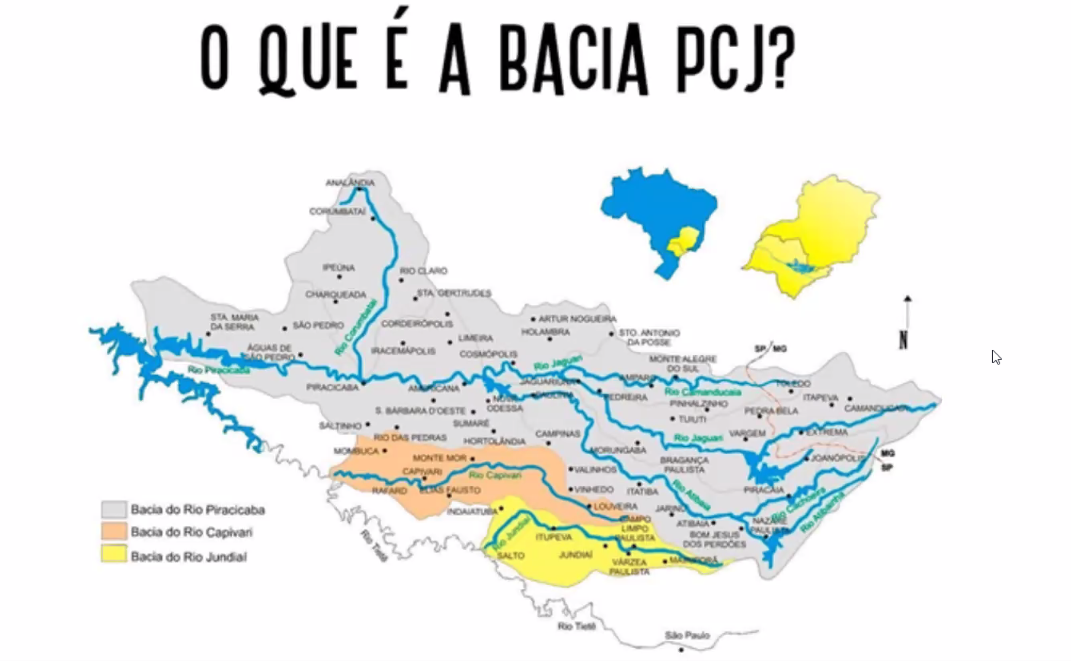 O QUE É A BACIA PCJ?
ANALÂNDIA
CORUMBATAÍ
IPEÚNA
RIO CLARO
CHARQUEADA
STA. GERTRUDES
STA. MARIA
DA SERRA
SÃO PEDRO
CORDEIRÓPOLIS
ARTUR NOGUEIRA
HOLAMBRA
STO. ANTONIO
DA POSSE
Rio Corumbataí
LIMEIRA
IRACEMÁPOLIS
COSMÓPOLIS
ÁGUAS DE
SÃO PEDRO
Rio Piracicaba
PIRACICABA
AMERICANA
Rio Jaguari
JAGUARIÚNA
PAULÍNIA
AMPARO
MONTE ALEGRE
DO SUL
SP
MG
Rio Camanducaia
TOLEDO
ITAPEVA
CAMANDUCAIA
PEDREIRA
PINHALZINHO
PEDRA BELA
TUIUTI
NOVA
ODESSA
S. BÁRBARA D'OESTE
SUMARÉ
SALTINHO
RIO DAS PEDRAS
HORTOLÂNDIA
CAMPINAS
Rio Jaguari
VARGEM
EXTREMA
MORUNGABA
BRAGANÇA
PAULISTA
JOANÓPOLIS
MG
SP
MOMBUCA
MONTE MOR
CAPIVARI
Rio Capivari
VALINHOS
RAFARD
ELIAS FAUSTO
VINHEDO
ITATIBA
Rio Atibaia
PIRACAIA
Rio Cachoeira
Rio Atibainha
INDAIATUBA
LOUVEIRA
JARINU
CAMPO
LIMPO
PAULISTA
ATIBAIA
NAZARÉ
PAULISTA
BOM JESUS
DOS PERDÕES
Rio Jundiaí
ITUPEVA
SALTO
JUNDIAÍ
VÁRZEA
PAULISTA
MAIRIPORÃ
Rio Tietê
Rio Tietê
São Paulo
N
Bacia do Rio Piracicaba
Bacia do Rio Capivari
Bacia do Rio Jundiaí